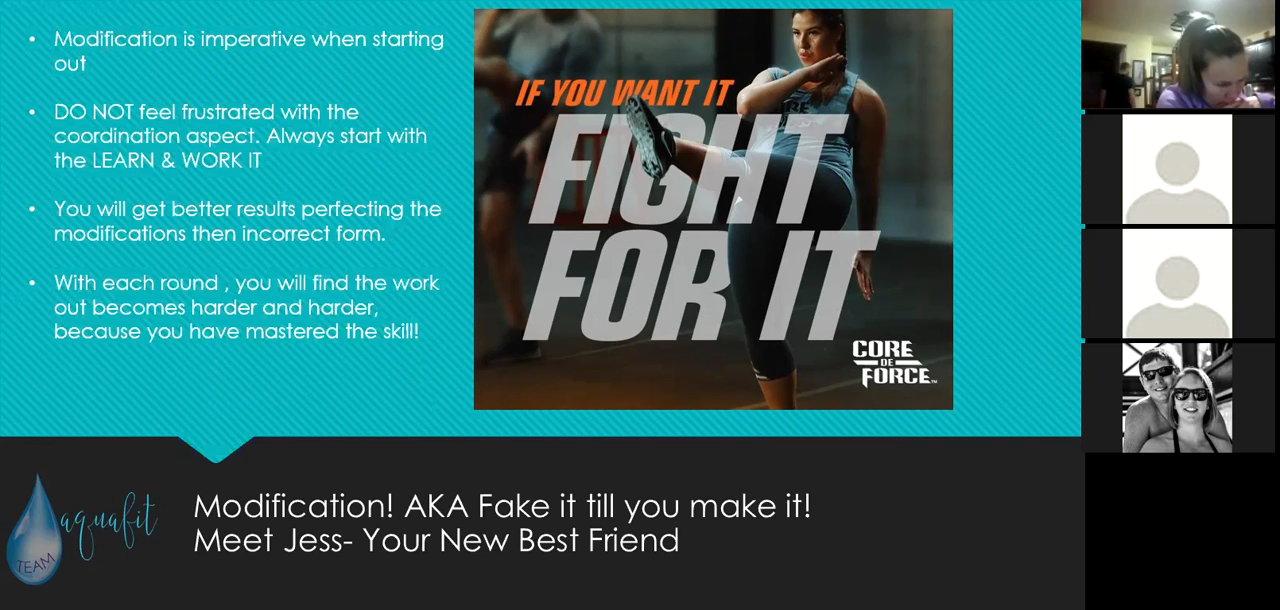 • Modification is imperative when starting
out
• DO NOT feel frustrated with the
coordination aspect. Always start with
the LEARN & WORK IT
• You will get better results perfecting the
modifications then incorrect form.
• With each round , you will find the work
out becomes harder and harder,
because you have mastered the skill!
IF YOU WANT IT
FIGHT
FOR IT
CORE
DE
FORCE™
aquafit
TEAM
Modification! AKA Fake it till you make it!
Meet Jess- Your New Best Friend